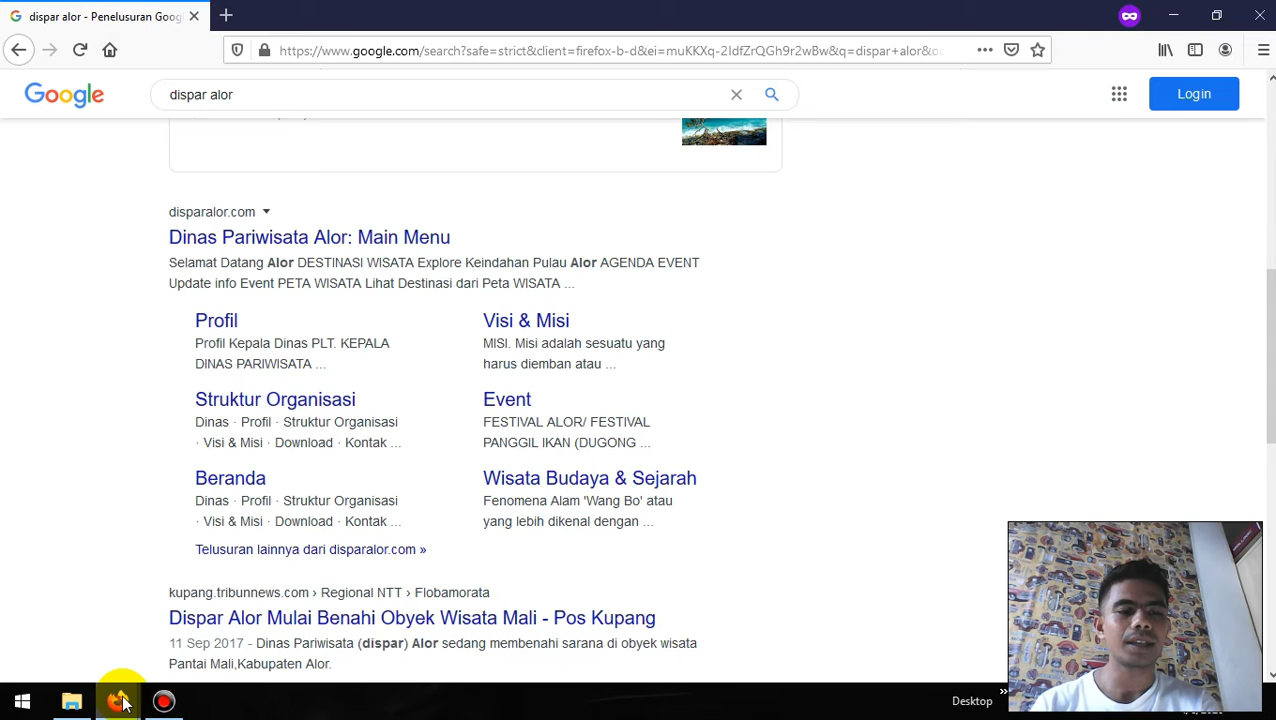 dispar alor - Penelusuran Goog
https://www.google.com/search?safe=strict&client=firefox-b-d&ei=muKKXq-2IdfZrQGh9r2wBw&q=dispar+alor&oc
Google
dispar alor
Login
disparalor.com
Dinas Pariwisata Alor: Main Menu
Selamat Datang Alor DESTINASI WISATA Explore Keindahan Pulau Alor AGENDA EVENT
Update info Event PETA WISATA Lihat Destinasi dari Peta WISATA ...
Profil
Profil Kepala Dinas PLT. KEPALA
DINAS PARIWISATA ...
Visi & Misi
MISI. Misi adalah sesuatu yang
harus diemban atau ...
Struktur Organisasi
Dinas · Profil · Struktur Organisasi
· Visi & Misi · Download · Kontak ...
Event
FESTIVAL ALOR/ FESTIVAL
PANGGIL IKAN (DUGONG ...
Beranda
Dinas · Profil · Struktur Organisasi
· Visi & Misi · Download · Kontak ...
Wisata Budaya & Sejarah
Fenomena Alam 'Wang Bo' atau
yang lebih dikenal dengan ...
Telusuran lainnya dari disparalor.com »
kupang.tribunnews.com › Regional NTT › Flobamorata
Dispar Alor Mulai Benahi Obyek Wisata Mali - Pos Kupang
11 Sep 2017 - Dinas Pariwisata (dispar) Alor sedang membenahi sarana di obyek wisata
Pantai Mali,Kabupaten Alor.
Desktop »